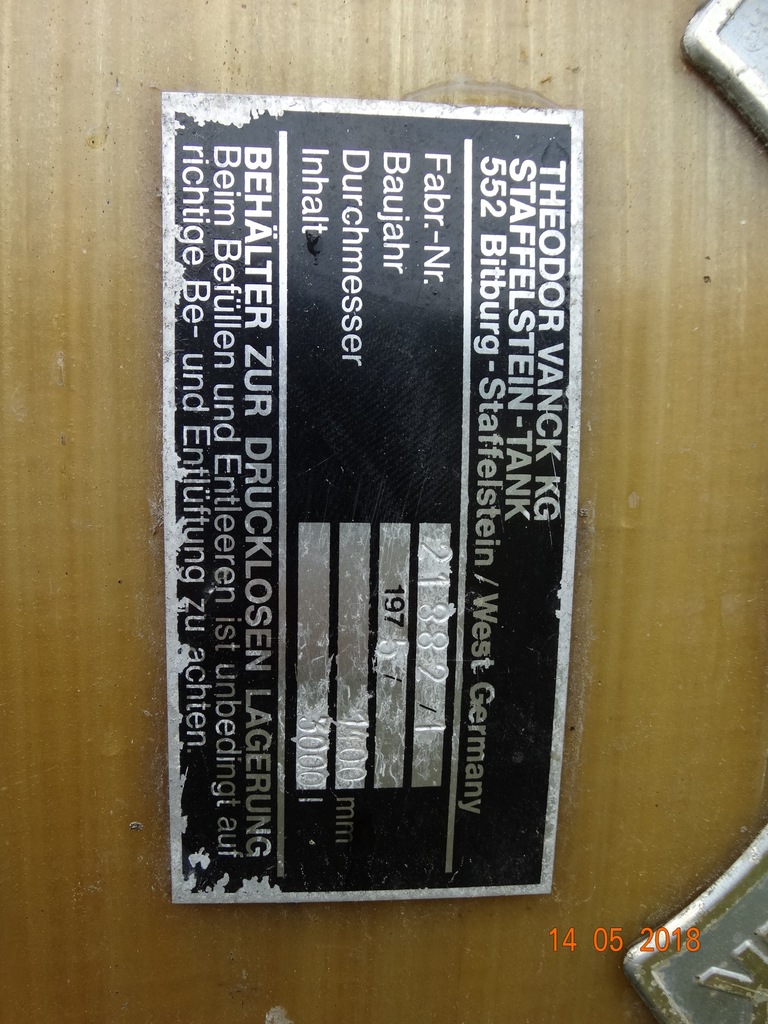 THEODOR VANCK KG
STAFFELSTEIN-TANK
552 Bitburg-Staffelstein / West Germany
Fabr.-Nr. 21882/1
Baujahr 1975/
Durchmesser mm
Inhalt 3000 l
BEHÄLTER ZUR DRUCKLOSEN LAGERUNG
Beim Befüllen und Entleeren ist unbedingt auf
richtige Be- und Entlüftung zu achten.
14 05 2018